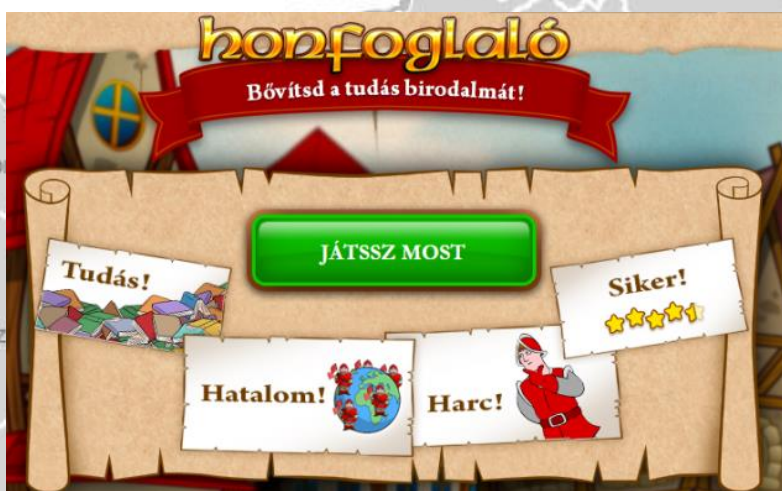 honfoglaló
Bővítsd a tudás birodalmát!
JÁTSSZ MOST
Tudás!
Siker!
Hatalom!
Harc!